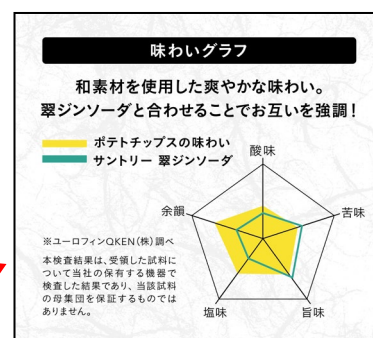 味わいグラフ
和素材を使用した爽やかな味わい。
翠ジンソーダと合わせることでお互いを強調!
ポテトチップスの味わい
サントリー 翠ジンソーダ
酸味
苦味
旨味
塩味
余韻
※ユーロフィンQKEN(株)調べ
本検査結果は、受領した試料に
ついて当社の保有する機器で
検査した結果であり、当該試料
の母集団を保証するものでは
ありません。